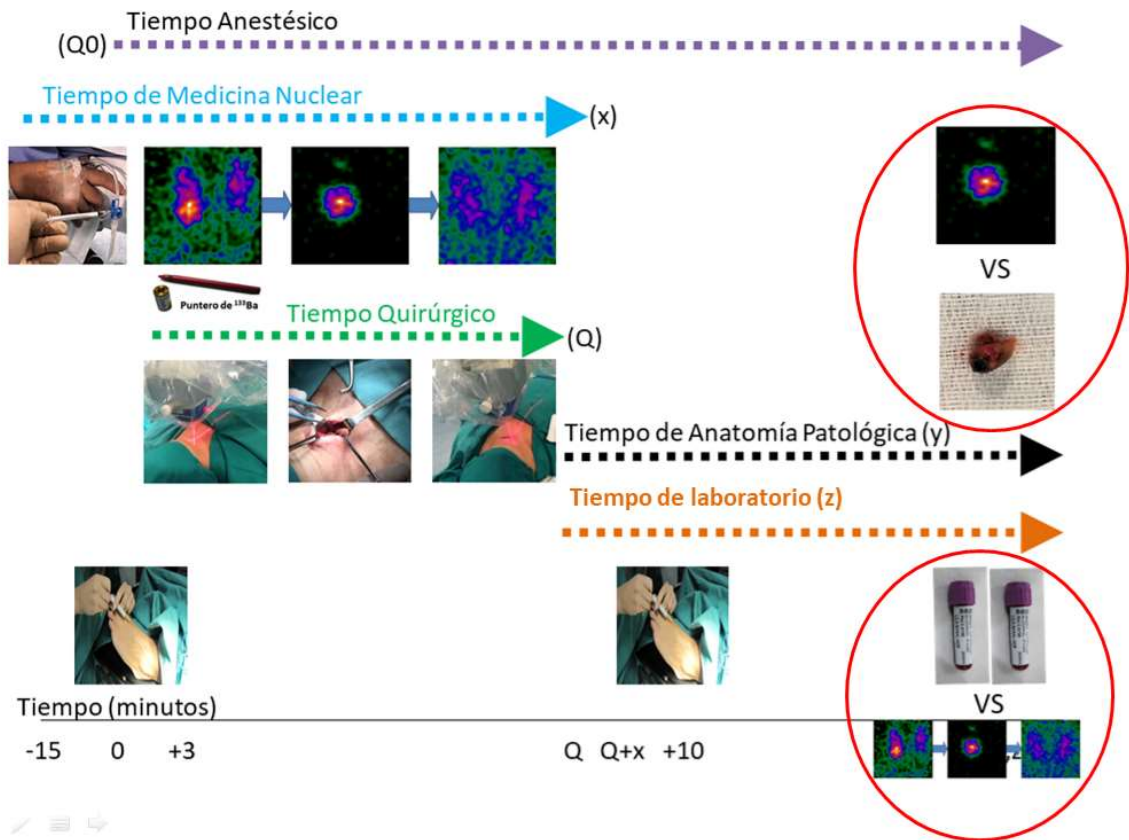 Tiempo Anestésico
(Q0)
Tiempo de Medicina Nuclear
(x)
VS
Puntero de ¹³³Ba
Tiempo Quirúrgico
(Q)
Tiempo de Anatomía Patológica (y)
Tiempo de laboratorio (z)
VS
Tiempo (minutos)
-15 0 +3 Q Q+x +10